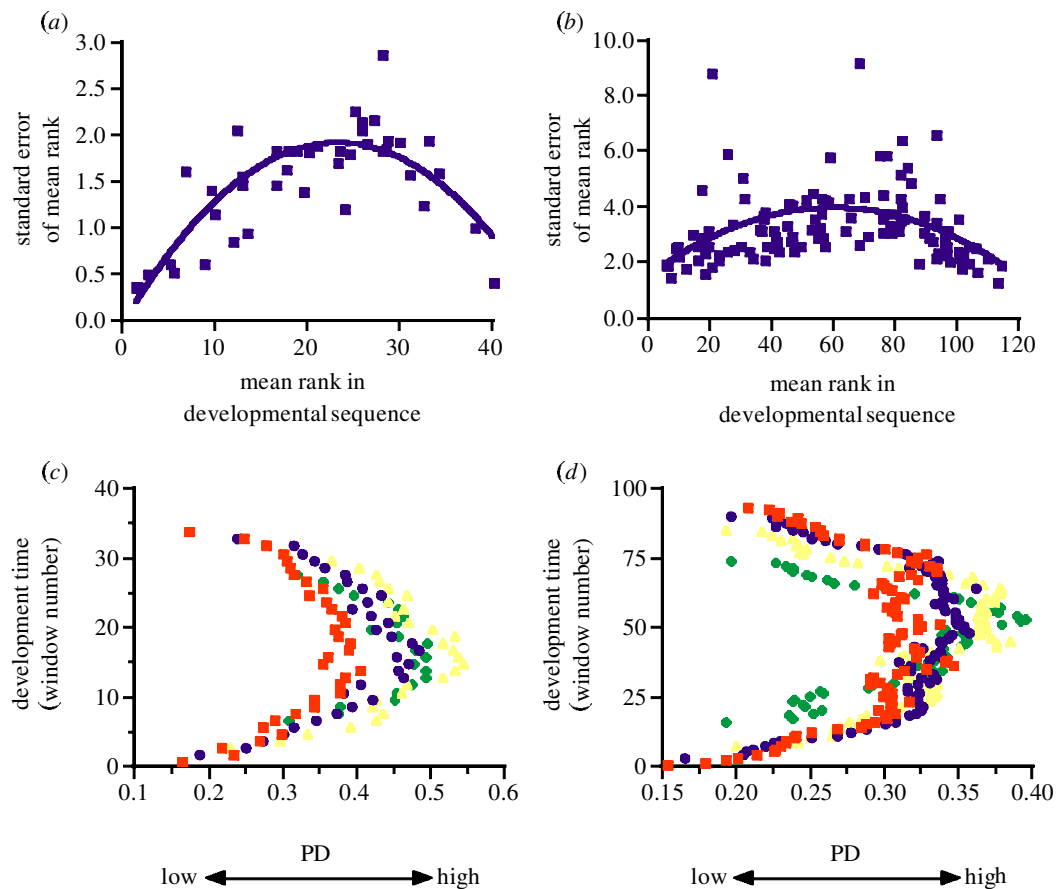 (a)
3.0
2.5
2.0
1.5
1.0
0.5
0.0
standard error
of mean rank
0
10
20
30
40
mean rank in
developmental sequence
(b)
10.0
8.0
6.0
4.0
2.0
0.0
standard error
of mean rank
0
20
40
60
80
100
120
mean rank in
developmental sequence
(c)
40
30
20
10
0
development time
(window number)
0.1
0.2
0.3
0.4
0.5
0.6
PD
low
high
(d)
100
75
50
25
0
development time
(window number)
0.15
0.20
0.25
0.30
0.35
0.40
PD
low
high